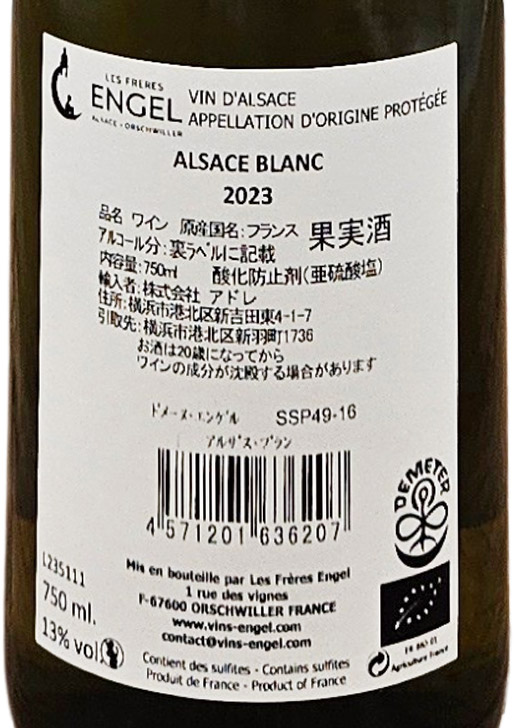 LES FRÈRES
ENGEL
ALSACE - ORSCHWILLER
VIN D'ALSACE
APPELLATION D'ORIGINE PROTÉGÉE
ALSACE BLANC
2023
品名 ワイン 原産国名:フランス 果実酒
アルコール分:裏ラベルに記載
内容量:750ml 酸化防止剤(亜硫酸塩)
輸入者:株式会社 アドレ
住所:横浜市港北区新吉田東4-1-7
引取先:横浜市港北区新羽町1736
お酒は20歳になってから
ワインの成分が沈殿する場合があります
ドメーヌ・エンゲル SSP49-16
アルザス・ブラン
4 571201 636207
DEMETER
L235111
750 ml.
13% vol
Mis en bouteille par Les Frères Engel
1 rue des vignes
F-67600 ORSCHWILLER FRANCE
www.vins-engel.com
contact@vins-engel.com
Contient des sulfites - Contains sulfites
Produit de France - Product of France
FR BIO 01
Agriculture France